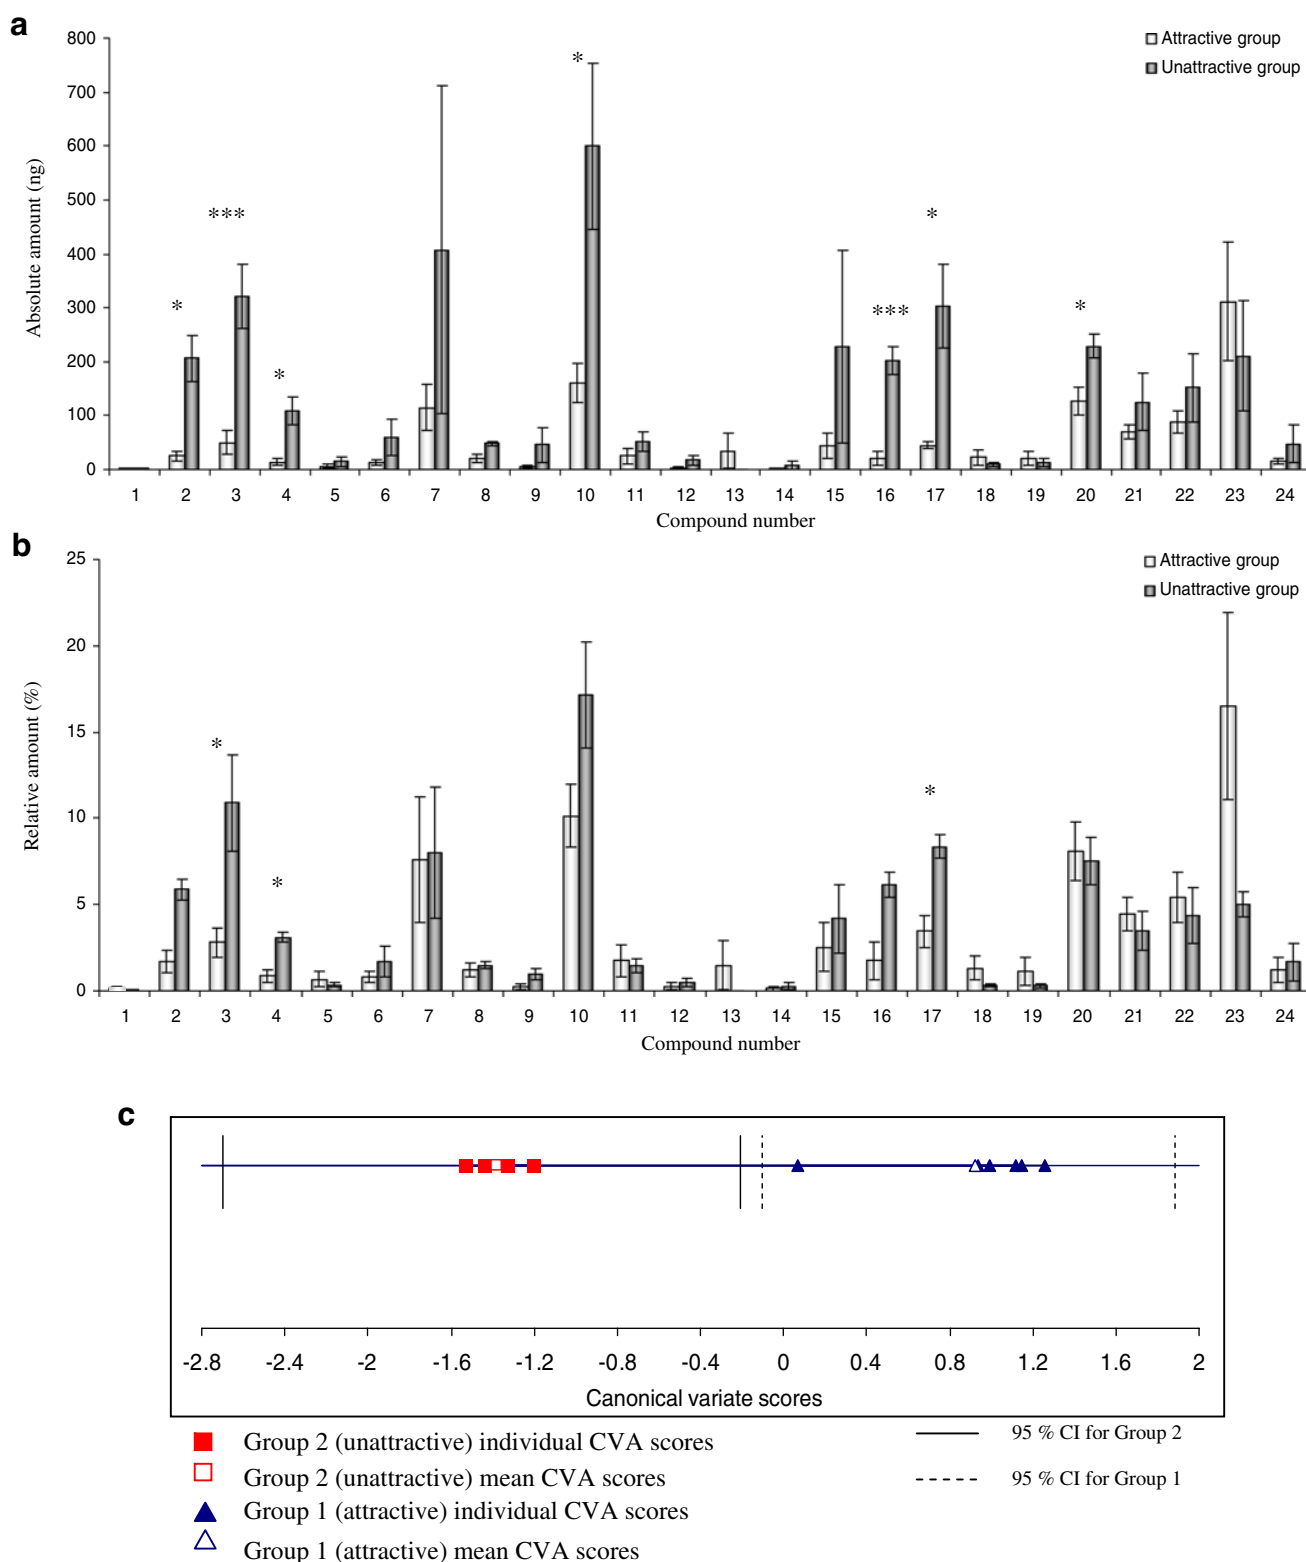 a
800
700
600
500
400
300
200
100
0
Absolute amount (ng)
Attractive group
Unattractive group
* *** * * *** * *
1 2 3 4 5 6 7 8 9 10 11 12 13 14 15 16 17 18 19 20 21 22 23 24
Compound number
b
25
20
15
10
5
0
Relative amount (%)
Attractive group
Unattractive group
* * *
1 2 3 4 5 6 7 8 9 10 11 12 13 14 15 16 17 18 19 20 21 22 23 24
Compound number
c
-2.8 -2.4 -2 -1.6 -1.2 -0.8 -0.4 0 0.4 0.8 1.2 1.6 2
Canonical variate scores
Group 2 (unattractive) individual CVA scores
Group 2 (unattractive) mean CVA scores
Group 1 (attractive) individual CVA scores
Group 1 (attractive) mean CVA scores
95 % CI for Group 2
95 % CI for Group 1